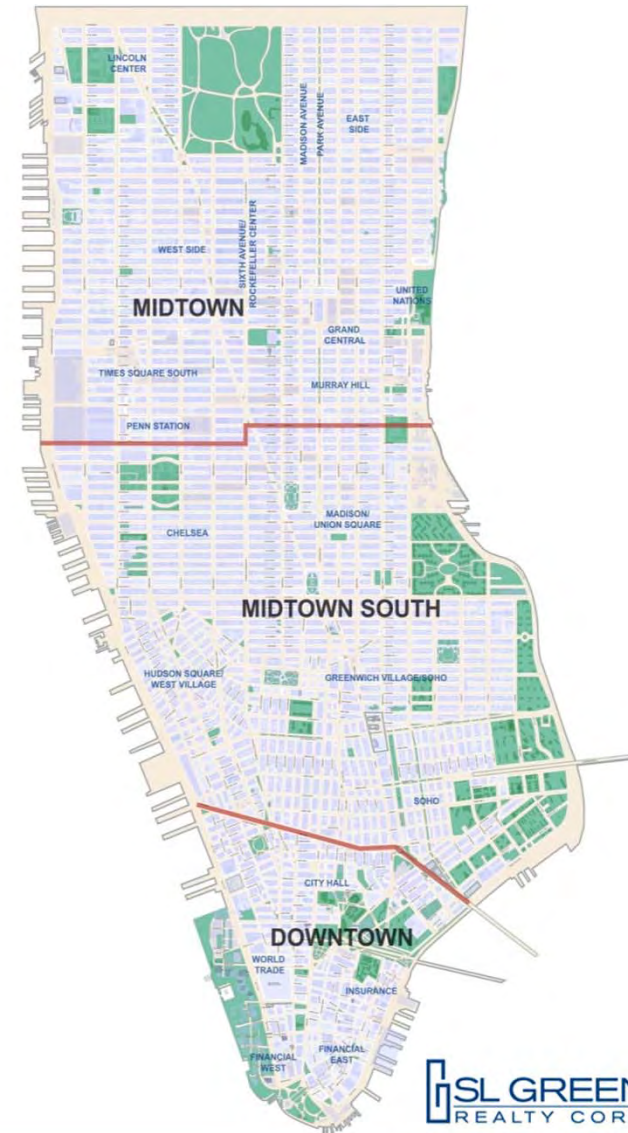 LINCOLN
CENTER
MADISON AVENUE
PARK AVENUE
EAST
SIDE
WEST SIDE
SIXTH AVENUE/
ROCKEFELLER CENTER
MIDTOWN
UNITED
NATIONS
GRAND
CENTRAL
TIMES SQUARE SOUTH
MURRAY HILL
PENN STATION
MADISON/
UNION SQUARE
CHELSEA
MIDTOWN SOUTH
HUDSON SQUARE/
WEST VILLAGE
GREENWICH VILLAGE/SOHO
SOHO
CITY HALL
DOWNTOWN
WORLD
TRADE
INSURANCE
FINANCIAL
WEST
FINANCIAL
EAST
SL GREEN
REALTY COR